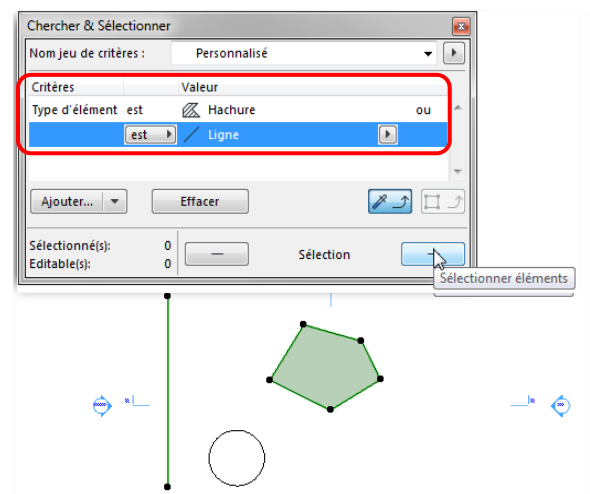 Chercher & Sélectionner
Nom jeu de critères : Personnalisé
Critères Valeur
Type d'élément est Hachure ou
est Ligne
Ajouter... Effacer
Sélectionné(s): 0
Editable(s): 0
Sélection
Sélectionner éléments